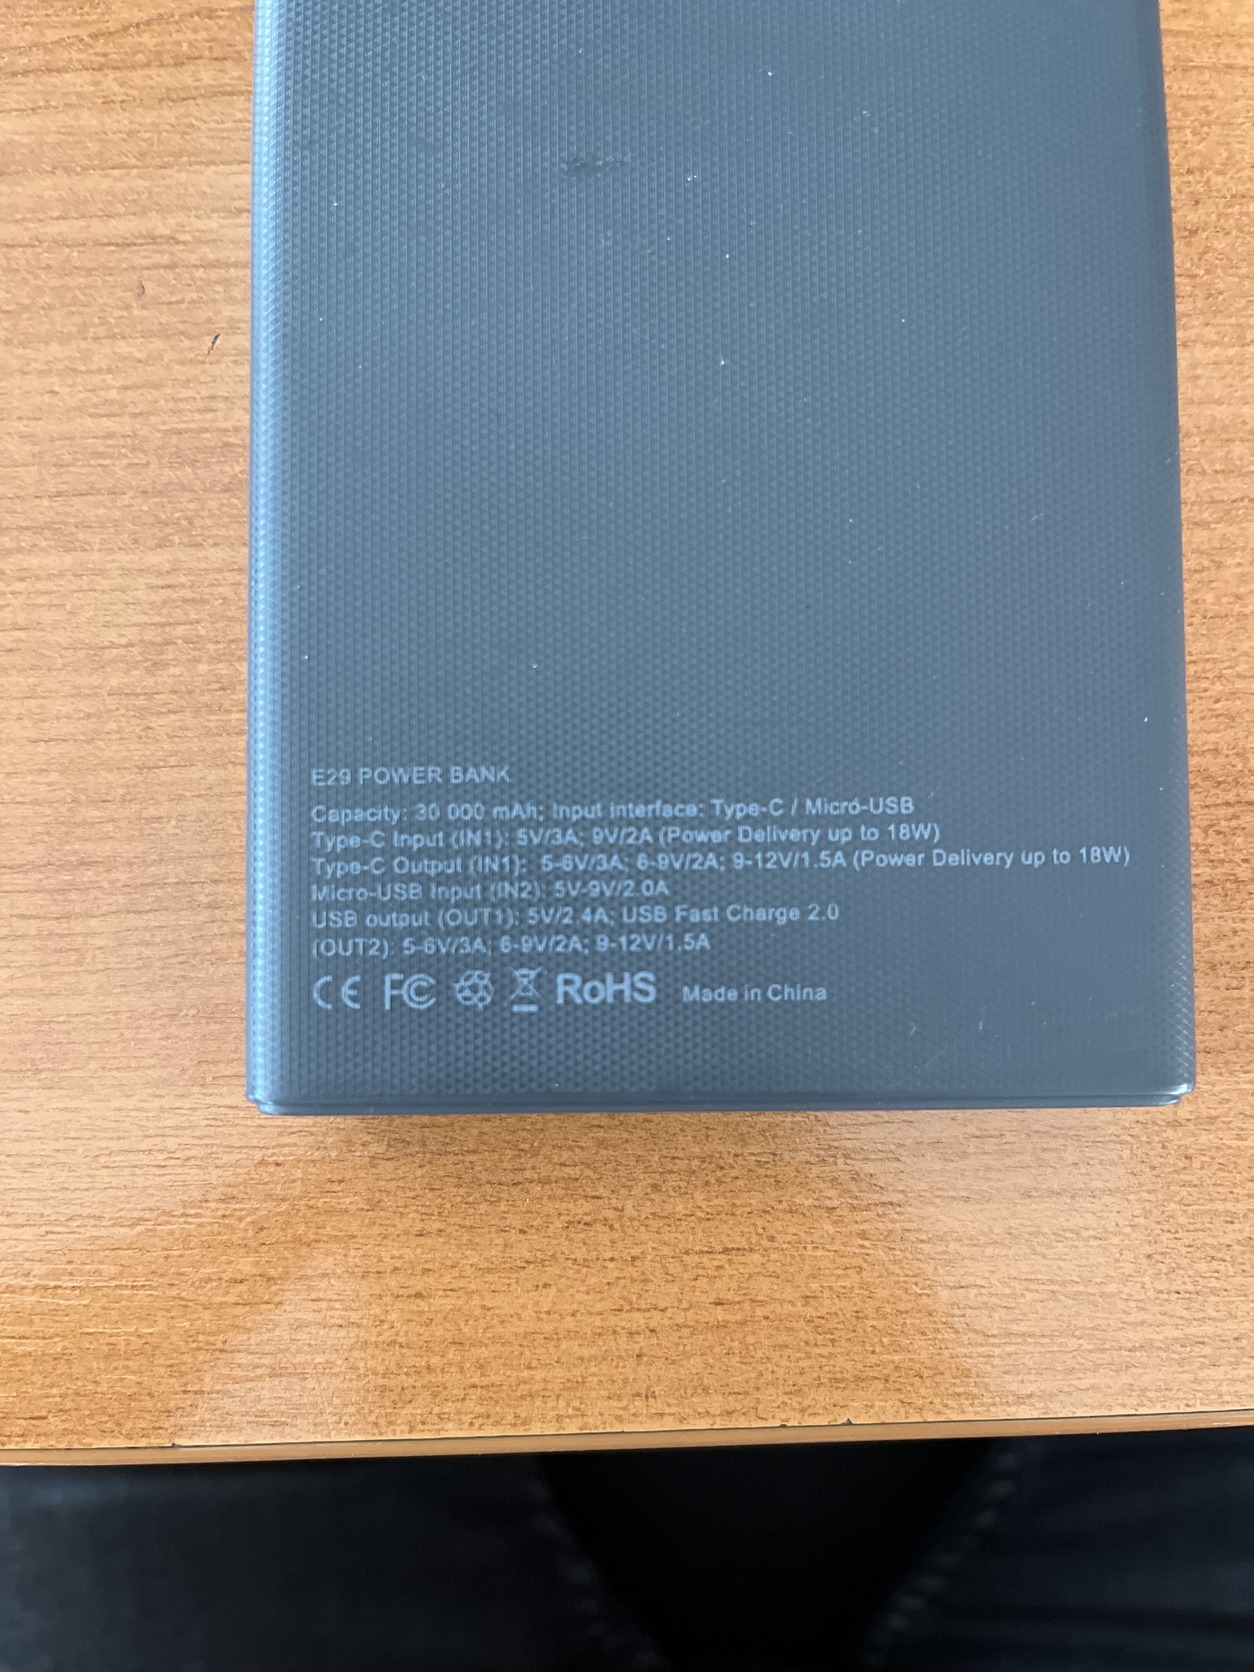 E29 POWER BANK
Capacity: 30 000 mAh; Input interface: Type-C / Micro-USB
Type-C Input (IN1): 5V/3A; 9V/2A (Power Delivery up to 18W)
Type-C Output (IN1): 5-6V/3A; 6-9V/2A; 9-12V/1.5A (Power Delivery up to 18W)
Micro-USB Input (IN2): 5V-9V/2.0A
USB output (OUT1): 5V/2.4A; USB Fast Charge 2.0
(OUT2): 5-6V/3A; 6-9V/2A; 9-12V/1.5A
CE FC RoHS Made in China